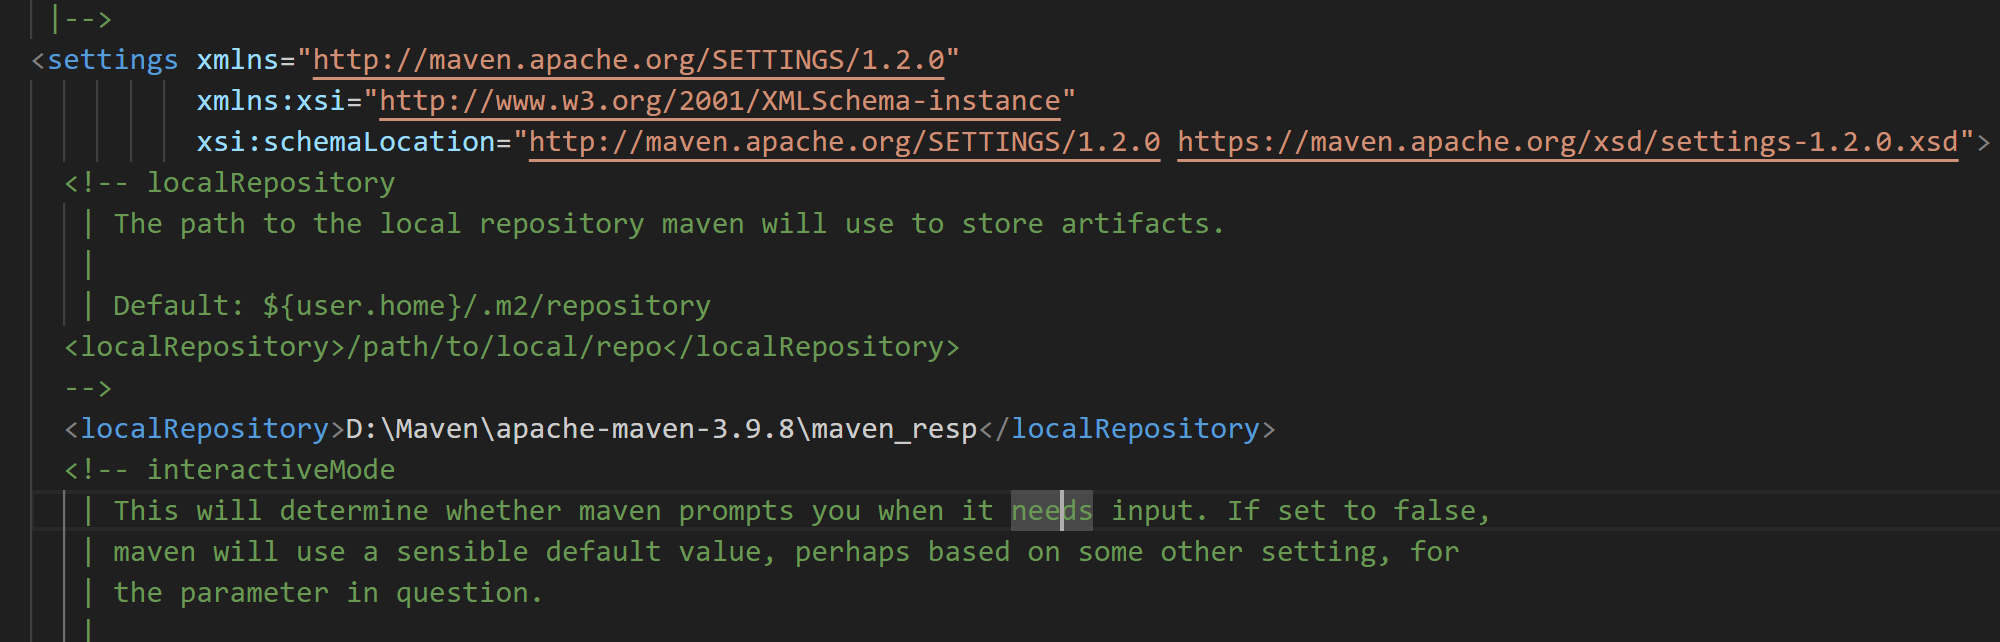 |-->
<settings xmlns="http://maven.apache.org/SETTINGS/1.2.0"
xmlns:xsi="http://www.w3.org/2001/XMLSchema-instance"
xsi:schemaLocation="http://maven.apache.org/SETTINGS/1.2.0 https://maven.apache.org/xsd/settings-1.2.0.xsd">
<!-- localRepository
| The path to the local repository maven will use to store artifacts.
|
| Default: ${user.home}/.m2/repository
<localRepository>/path/to/local/repo</localRepository>
-->
<localRepository>D:\Maven\apache-maven-3.9.8\maven_resp</localRepository>
<!-- interactiveMode
| This will determine whether maven prompts you when it needs input. If set to false,
| maven will use a sensible default value, perhaps based on some other setting, for
| the parameter in question.
|